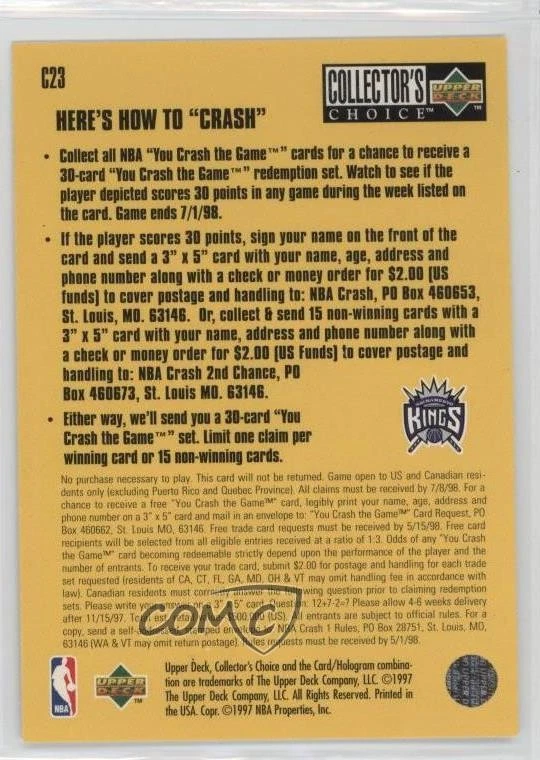 C23
COLLECTOR'S
CHOICE™
UPPER
DECK™
HERE'S HOW TO "CRASH"
• Collect all NBA "You Crash the Game™" cards for a chance to receive a
30-card "You Crash the Game™" redemption set. Watch to see if the
player depicted scores 30 points in any game during the week listed on
the card. Game ends 7/1/98.
• If the player scores 30 points, sign your name on the front of the
card and send a 3" x 5" card with your name, age, address and
phone number along with a check or money order for $2.00 (US
funds) to cover postage and handling to: NBA Crash, PO Box 460653,
St. Louis, MO. 63146. Or, collect & send 15 non-winning cards with a
3" x 5" card with your name, address and phone number along with
a check or money order for $2.00 (US Funds) to cover postage and
handling to: NBA Crash 2nd Chance, PO
Box 460673, St. Louis MO. 63146.
SACRAMENTO
KINGS
• Either way, we'll send you a 30-card "You
Crash the Game™" set. Limit one claim per
winning card or 15 non-winning cards.
No purchase necessary to play. This card will not be returned. Game open to US and Canadian resi-
dents only (excluding Puerto Rico and Quebec Province). All claims must be received by 7/8/98. For a
chance to receive a free "You Crash the Game™" card, legibly print your name, age, address and
phone number on a 3" x 5" card and mail in an envelope to: "You Crash the Game™" Card Request, PO
Box 460662, St. Louis MO, 63146. Free trade card requests must be received by 5/15/98. Free card
recipients will be selected from all eligible entries received at a ratio of 1:3. Odds of any "You Crash
the Game™" card becoming redeemable strictly depend upon the performance of the player and the
number of entrants. To receive your trade card, submit $2.00 for postage and handling for each trade
set requested (residents of CA, CT, FL, GA, MD, OH & VT may omit handling fee in accordance with
law). Canadian residents must correctly answer the following question prior to claiming redemption
sets. Please write your answer on a 3" x 5" card: Question: 12+7-2=? Please allow 4-6 weeks delivery
after 11/15/97. Total est. 00,000 (US). All entrants are subject to official rules. For a
copy, send a self-addressed stamped envelope NBA Crash 1 Rules, PO Box 28751, St. Louis, MO,
63146 (WA & VT may omit return postage). Rules requests must be received by 5/1/98.
COMC
Upper Deck, Collector's Choice and the Card/Hologram combina-
tion are trademarks of The Upper Deck Company, LLC. ©1997
The Upper Deck Company, LLC. All Rights Reserved. Printed in
the USA. Copr. ©1997 NBA Properties, Inc.
NBA
UPPER
DECK